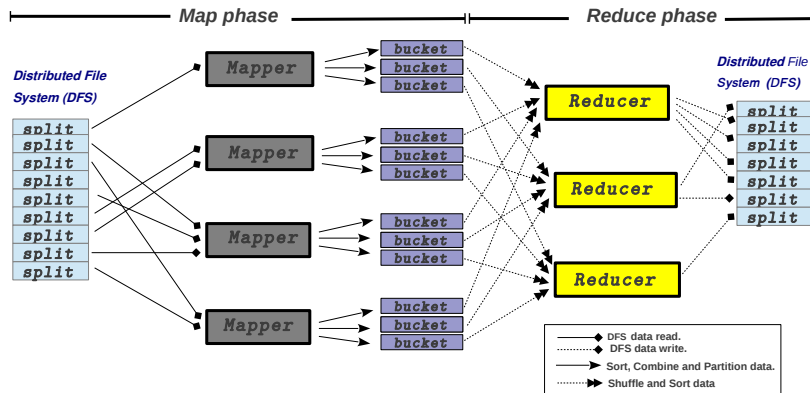 Map phase
Reduce phase
Distributed File
System (DFS)
split
split
split
split
split
split
split
split
split
Mapper
Mapper
Mapper
Mapper
bucket
bucket
bucket
bucket
bucket
bucket
bucket
bucket
bucket
bucket
bucket
bucket
Reducer
Reducer
Reducer
Distributed File
System (DFS)
split
split
split
split
split
split
split
DFS data read.
DFS data write.
Sort, Combine and Partition data.
Shuffle and Sort data